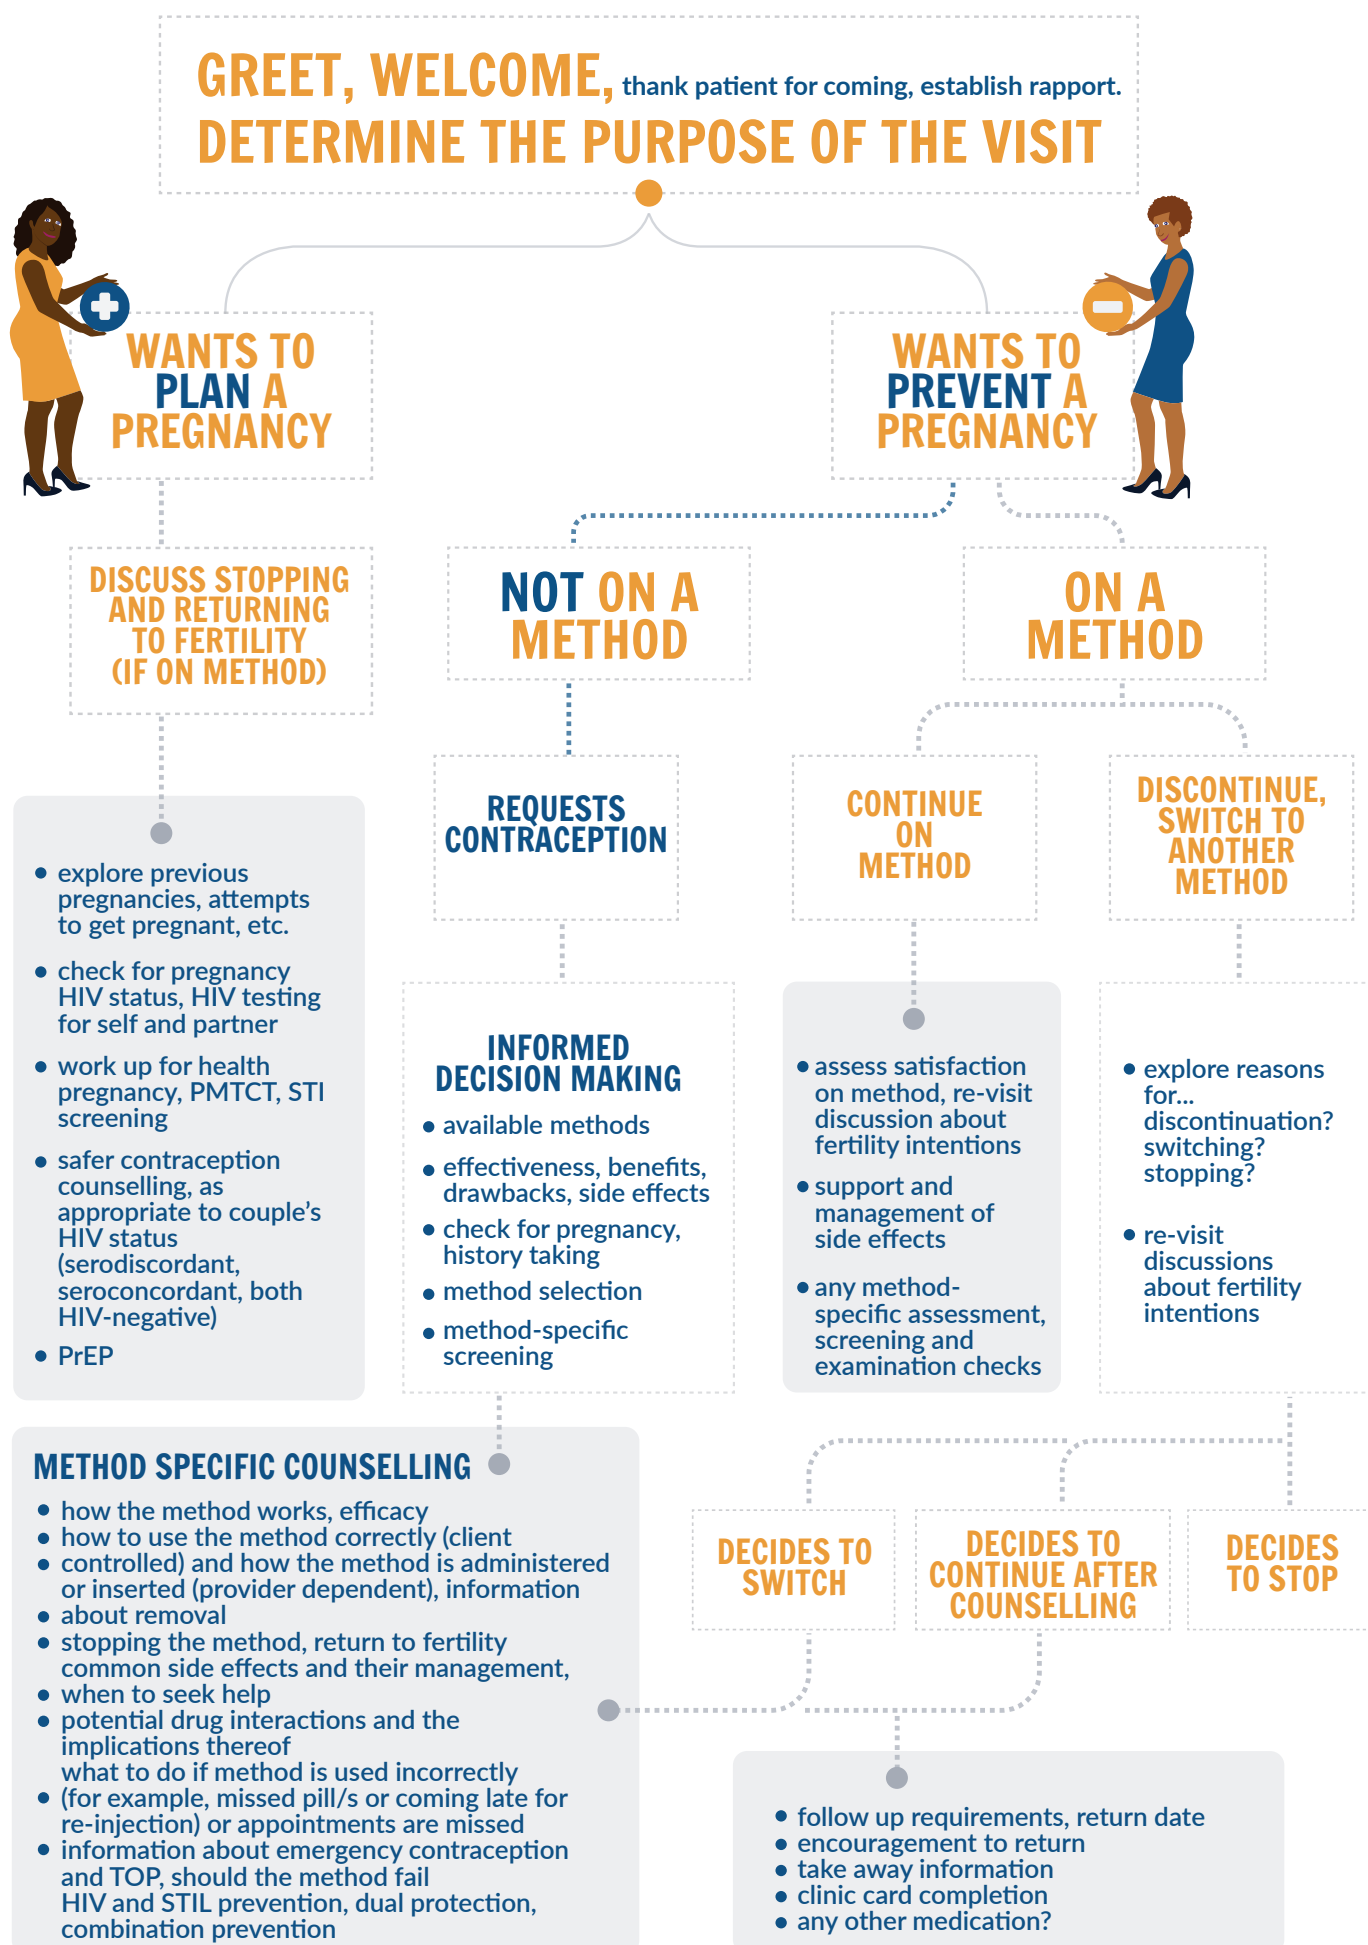 GREET, WELCOME, thank patient for coming, establish rapport.
DETERMINE THE PURPOSE OF THE VISIT
WANTS TO
PLAN A
PREGNANCY
WANTS TO
PREVENT A
PREGNANCY
DISCUSS STOPPING
AND RETURNING
TO FERTILITY
(IF ON METHOD)
NOT ON A
METHOD
ON A
METHOD
REQUESTS
CONTRACEPTION
CONTINUE
ON
METHOD
DISCONTINUE,
SWITCH TO
ANOTHER
METHOD
• explore previous
pregnancies, attempts
to get pregnant, etc.
• check for pregnancy
HIV status, HIV testing
for self and partner
• work up for health
pregnancy, PMTCT, STI
screening
• safer contraception
counselling, as
appropriate to couple's
HIV status
(serodiscordant,
seroconcordant, both
HIV-negative)
• PrEP
INFORMED
DECISION MAKING
• available methods
• effectiveness, benefits,
drawbacks, side effects
• check for pregnancy,
history taking
• method selection
• method-specific
screening
• assess satisfaction
on method, re-visit
discussion about
fertility intentions
• support and
management of
side effects
• any method-
specific assessment,
screening and
examination checks
• explore reasons
for...
discontinuation?
switching?
stopping?
• re-visit
discussions
about fertility
intentions
METHOD SPECIFIC COUNSELLING
• how the method works, efficacy
• how to use the method correctly (client
• controlled) and how the method is administered
or inserted (provider dependent), information
• about removal
• stopping the method, return to fertility
common side effects and their management,
• when to seek help
• potential drug interactions and the
implications thereof
what to do if method is used incorrectly
• (for example, missed pill/s or coming late for
re-injection) or appointments are missed
• information about emergency contraception
and TOP, should the method fail
HIV and STIL prevention, dual protection,
combination prevention
DECIDES TO
SWITCH
DECIDES TO
CONTINUE AFTER
COUNSELLING
DECIDES
TO STOP
• follow up requirements, return date
• encouragement to return
• take away information
• clinic card completion
• any other medication?